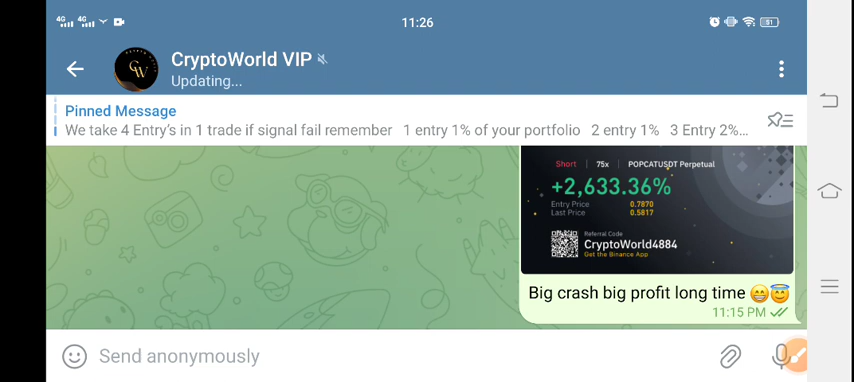 4G 4G 11:26 51
CryptoWorld VIP
Updating...
Pinned Message
We take 4 Entry's in 1 trade if signal fail remember 1 entry 1% of your portfolio 2 entry 1% 3 Entry 2%...
Short 75x POPCATUSDT Perpetual
+2,633.36%
Entry Price 0.7870
Last Price 0.5817
Referral Code
CryptoWorld4884
Get the Binance App
Big crash big profit long time 😁😇
11:15 PM
Send anonymously